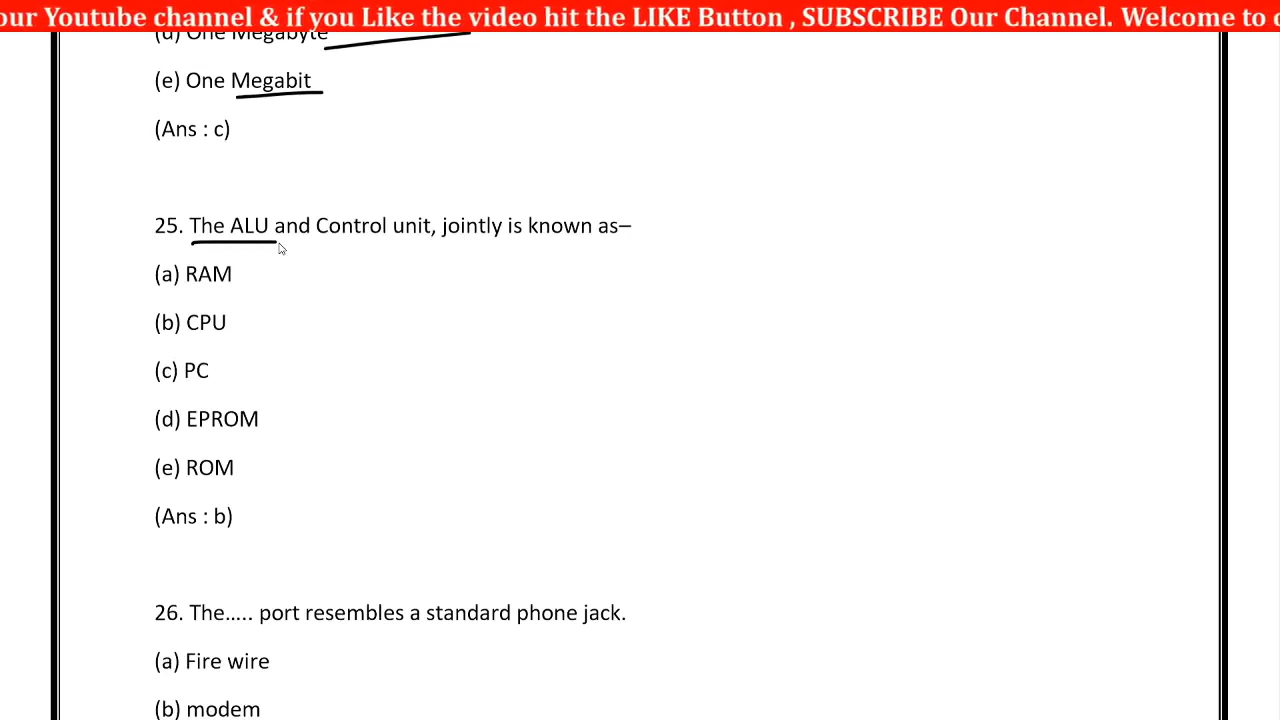 our Youtube channel & if you Like the video hit the LIKE Button , SUBSCRIBE Our Channel. Welcome to
(d) One Megabyte
(e) One Megabit
(Ans : c)
25. The ALU and Control unit, jointly is known as–
(a) RAM
(b) CPU
(c) PC
(d) EPROM
(e) ROM
(Ans : b)
26. The..... port resembles a standard phone jack.
(a) Fire wire
(b) modem